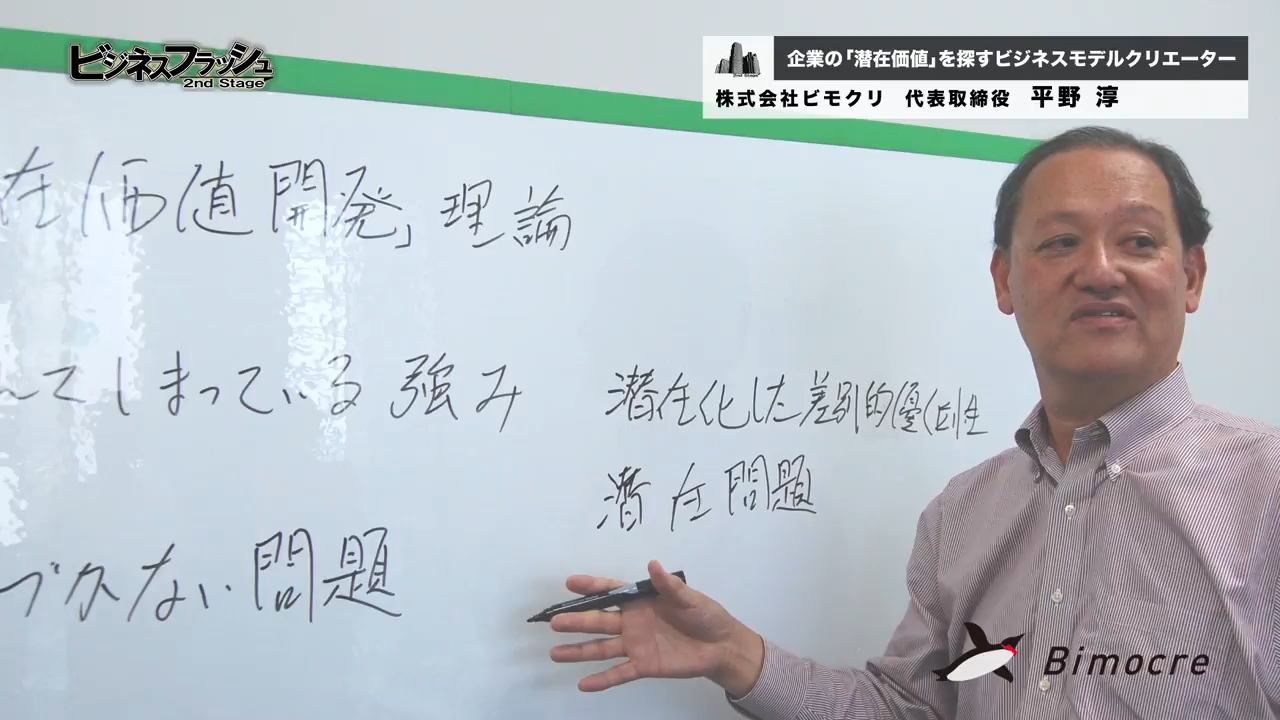 ビジネスフラッシュ
2nd Stage
2nd Stage
企業の「潜在価値」を探すビジネスモデルクリエーター
株式会社ビモクリ 代表取締役 平野 淳
在価値開発」理論
てしまっている強み
潜在化した差別的優位性
潜在問題
づかない問題
Bimocre